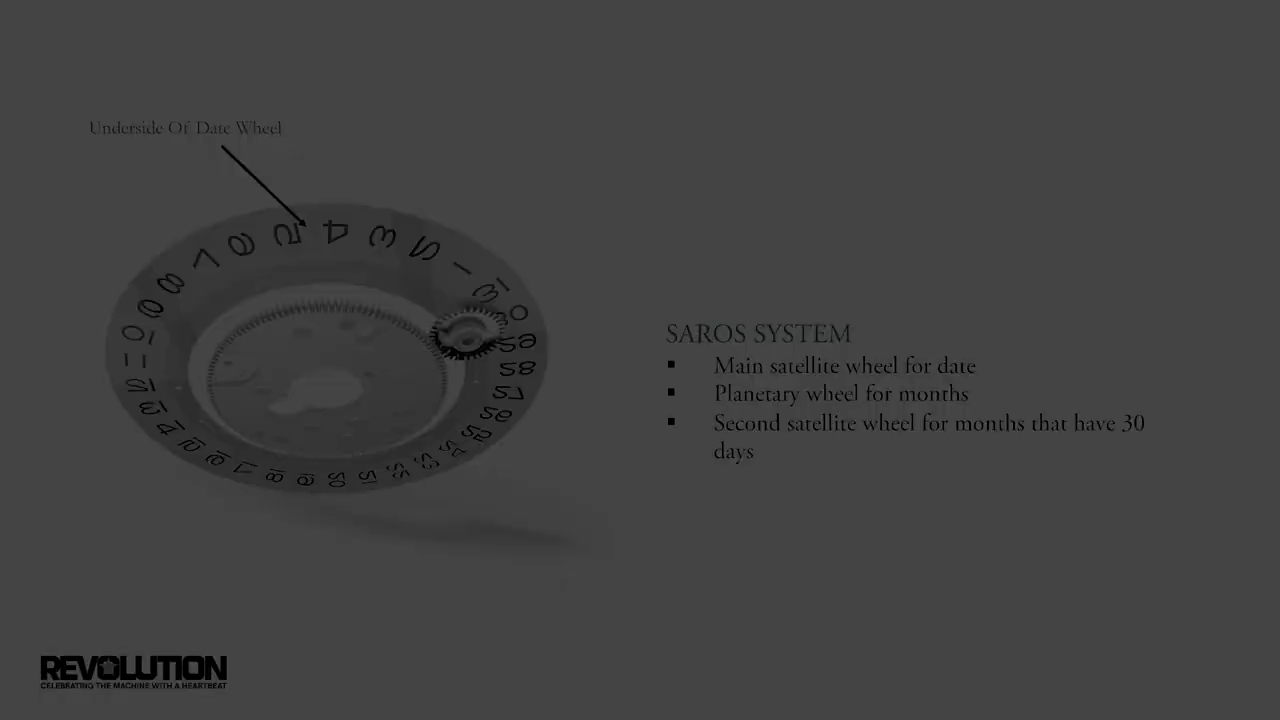 Underside Of Date Wheel
SAROS SYSTEM
▪ Main satellite wheel for date
▪ Planetary wheel for months
▪ Second satellite wheel for months that have 30
days
REVOLUTION
CELEBRATING THE MACHINE WITH A HEARTBEAT